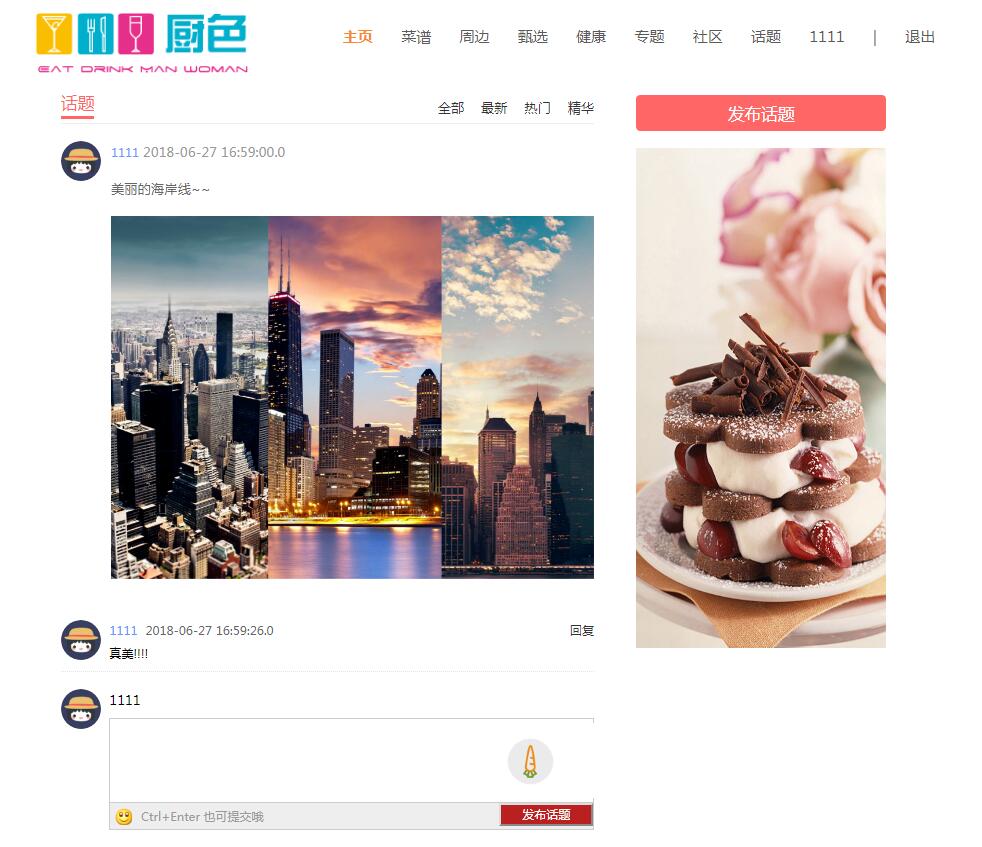 厨色
EAT DRINK MAN WOMAN
主页 菜谱 周边 甄选 健康 专题 社区 话题 1111 | 退出
话题 全部 最新 热门 精华
发布话题
1111 2018-06-27 16:59:00.0
美丽的海岸线~~
1111 2018-06-27 16:59:26.0 回复
真美!!!!
1111
Ctrl+Enter 也可提交哦 发布话题